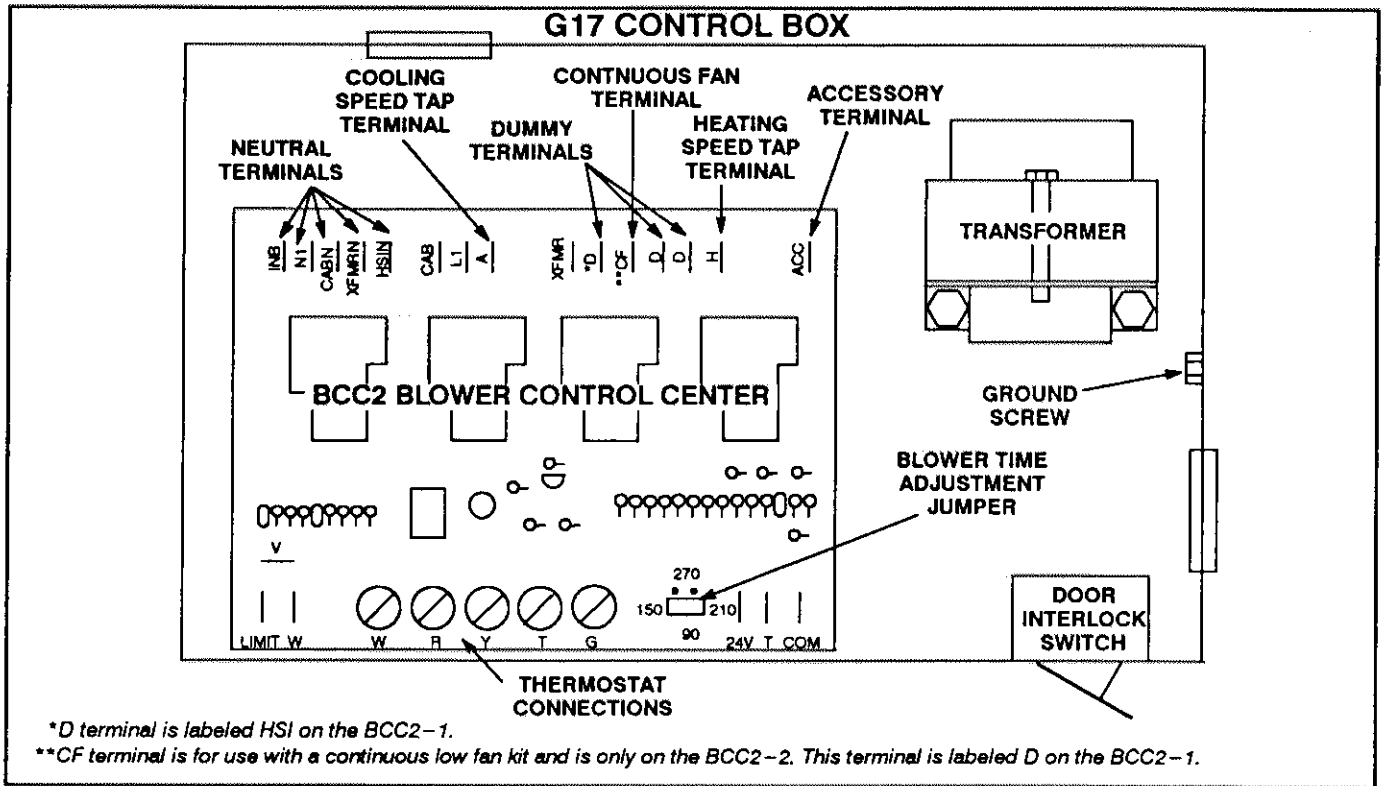 G17 CONTROL BOX
COOLING
SPEED TAP
TERMINAL
CONTNUOUS FAN
TERMINAL
ACCESSORY
TERMINAL
DUMMY
TERMINALS
HEATING
SPEED TAP
TERMINAL
NEUTRAL
TERMINALS
INB
N1
CABN
XFMRN
HSIN
CAB
L1
A
XFMR
*D
**CF
D
D
H
ACC
TRANSFORMER
BCC2 BLOWER CONTROL CENTER
GROUND
SCREW
BLOWER TIME
ADJUSTMENT
JUMPER
V
270
150
210
90
LIMIT W W R Y T G 24V T COM
DOOR
INTERLOCK
SWITCH
THERMOSTAT
CONNECTIONS
*D terminal is labeled HSI on the BCC2-1.
**CF terminal is for use with a continuous low fan kit and is only on the BCC2-2. This terminal is labeled D on the BCC2-1.